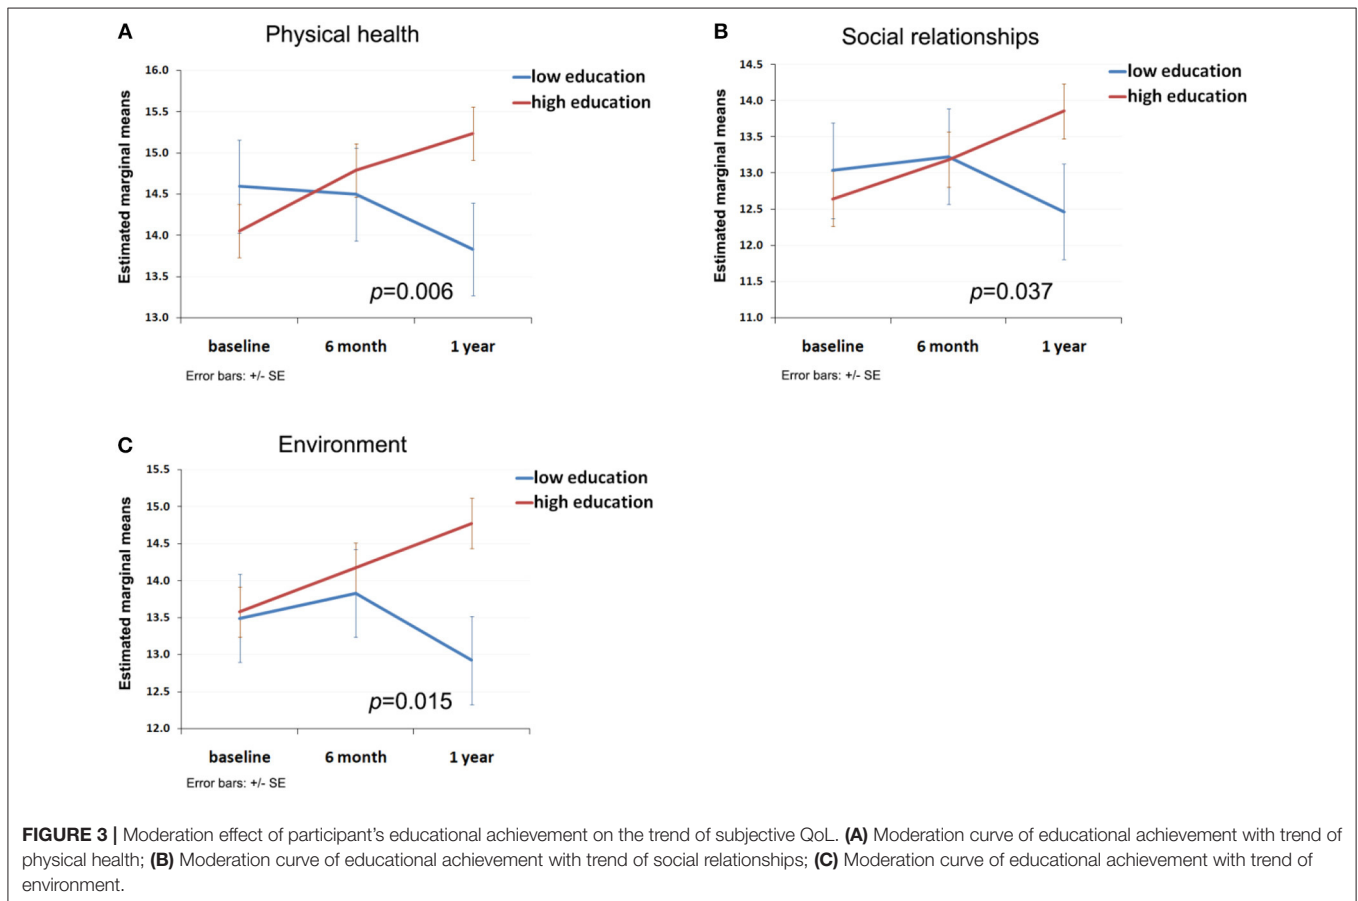 A
Physical health
low education
high education
Estimated marginal means
16.0
15.5
15.0
14.5
14.0
13.5
13.0
p=0.006
baseline
6 month
1 year
Error bars: +/- SE
B
Social relationships
low education
high education
Estimated marginal means
14.5
14.0
13.5
13.0
12.5
12.0
11.5
11.0
p=0.037
baseline
6 month
1 year
Error bars: +/- SE
C
Environment
low education
high education
Estimated marginal means
15.5
15.0
14.5
14.0
13.5
13.0
12.5
12.0
p=0.015
baseline
6 month
1 year
Error bars: +/- SE
FIGURE 3 | Moderation effect of participant's educational achievement on the trend of subjective QoL. (A) Moderation curve of educational achievement with trend of
physical health; (B) Moderation curve of educational achievement with trend of social relationships; (C) Moderation curve of educational achievement with trend of
environment.